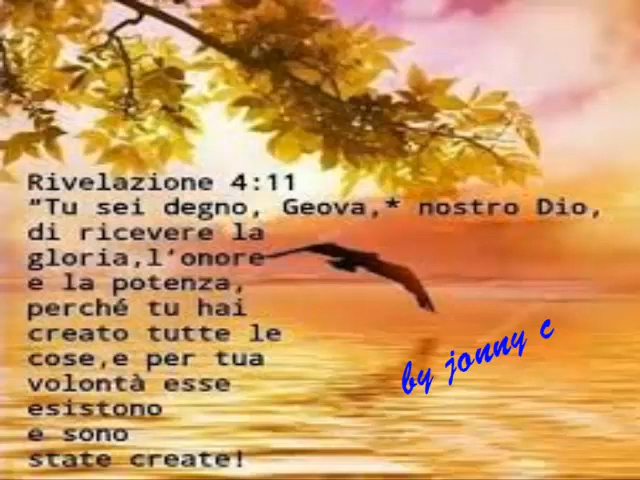 Rivelazione 4:11
“Tu sei degno, Geova,* nostro Dio,
di ricevere la
gloria,l'onore
e la potenza,
perché tu hai
creato tutte le
cose,e per tua
volontà esse
esistono
e sono
state create!
by jonny c